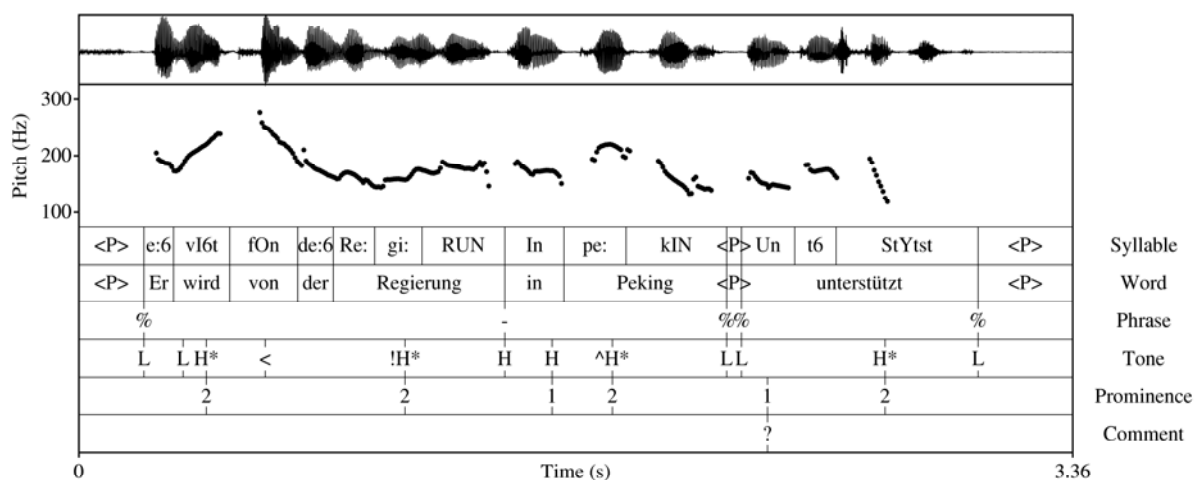 300
200
100
Pitch (Hz)
<P> e:6 vI6t fOn de:6 Re: gi: RUN In pe: kIN <P> Un t6 StYtst <P> Syllable
<P> Er wird von der Regierung in Peking <P> unterstützt <P> Word
% - %% % Phrase
L L H* < !H* H H ^H* L L H* L Tone
2 2 1 2 1 2 Prominence
? Comment
0 Time (s) 3.36